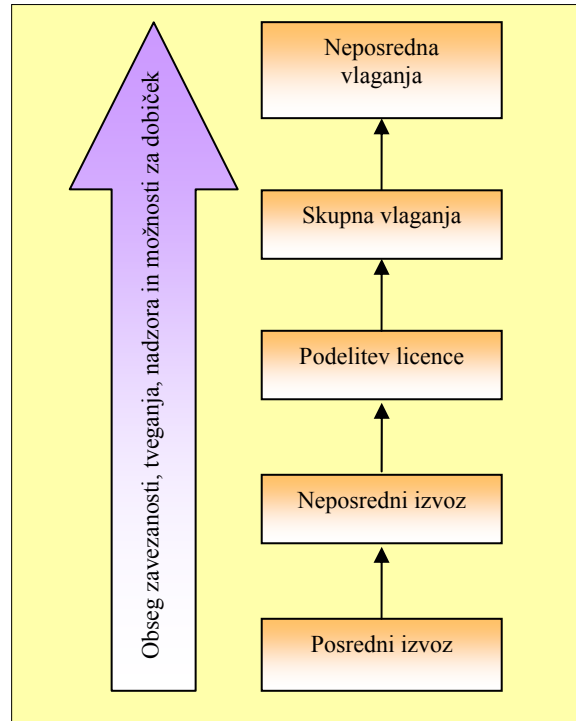 Obseg zavezanosti, tveganja, nadzora in možnosti za dobiček
Neposredna
vlaganja
Skupna vlaganja
Podelitev licence
Neposredni izvoz
Posredni izvoz